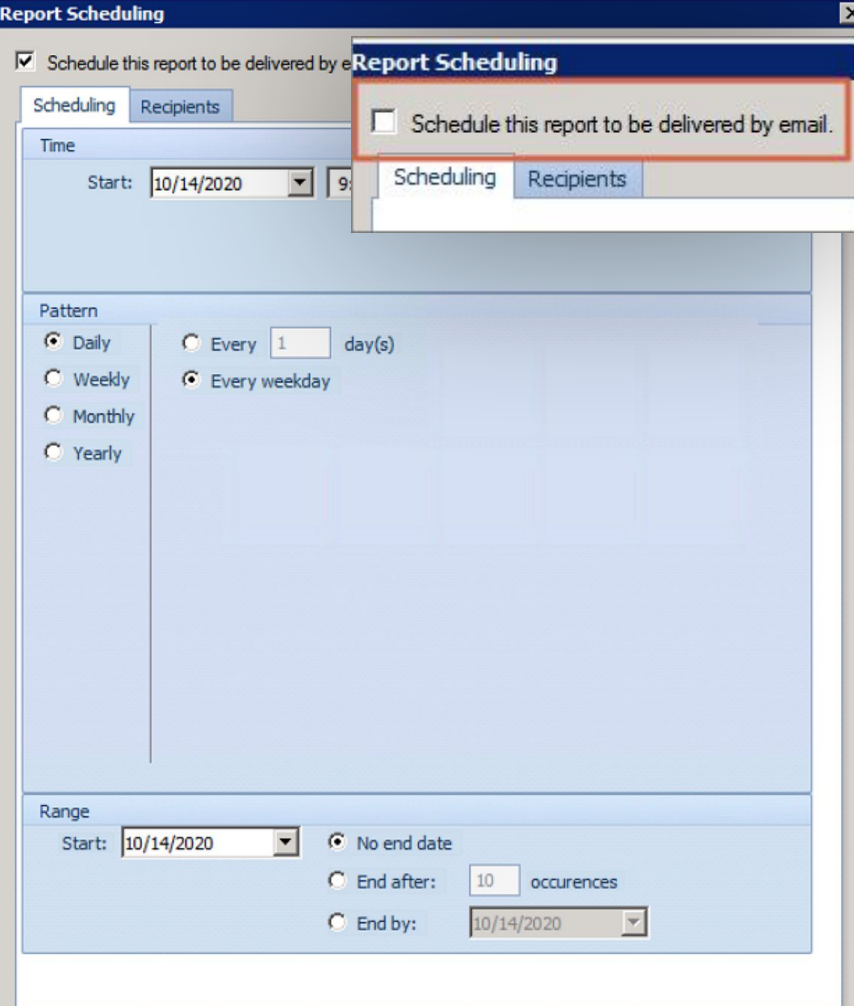 Report Scheduling
Schedule this report to be delivered by e
Report Scheduling
Schedule this report to be delivered by email.
Scheduling Recipients
Scheduling Recipients
Time
Start: 10/14/2020 9:
Pattern
Daily Every 1 day(s)
Weekly Every weekday
Monthly
Yearly
Range
Start: 10/14/2020 No end date
End after: 10 occurences
End by: 10/14/2020